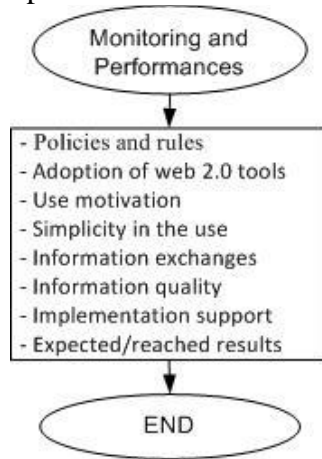 Monitoring and
Performances
- Policies and rules
- Adoption of web 2.0 tools
- Use motivation
- Simplicity in the use
- Information exchanges
- Information quality
- Implementation support
- Expected/reached results
END